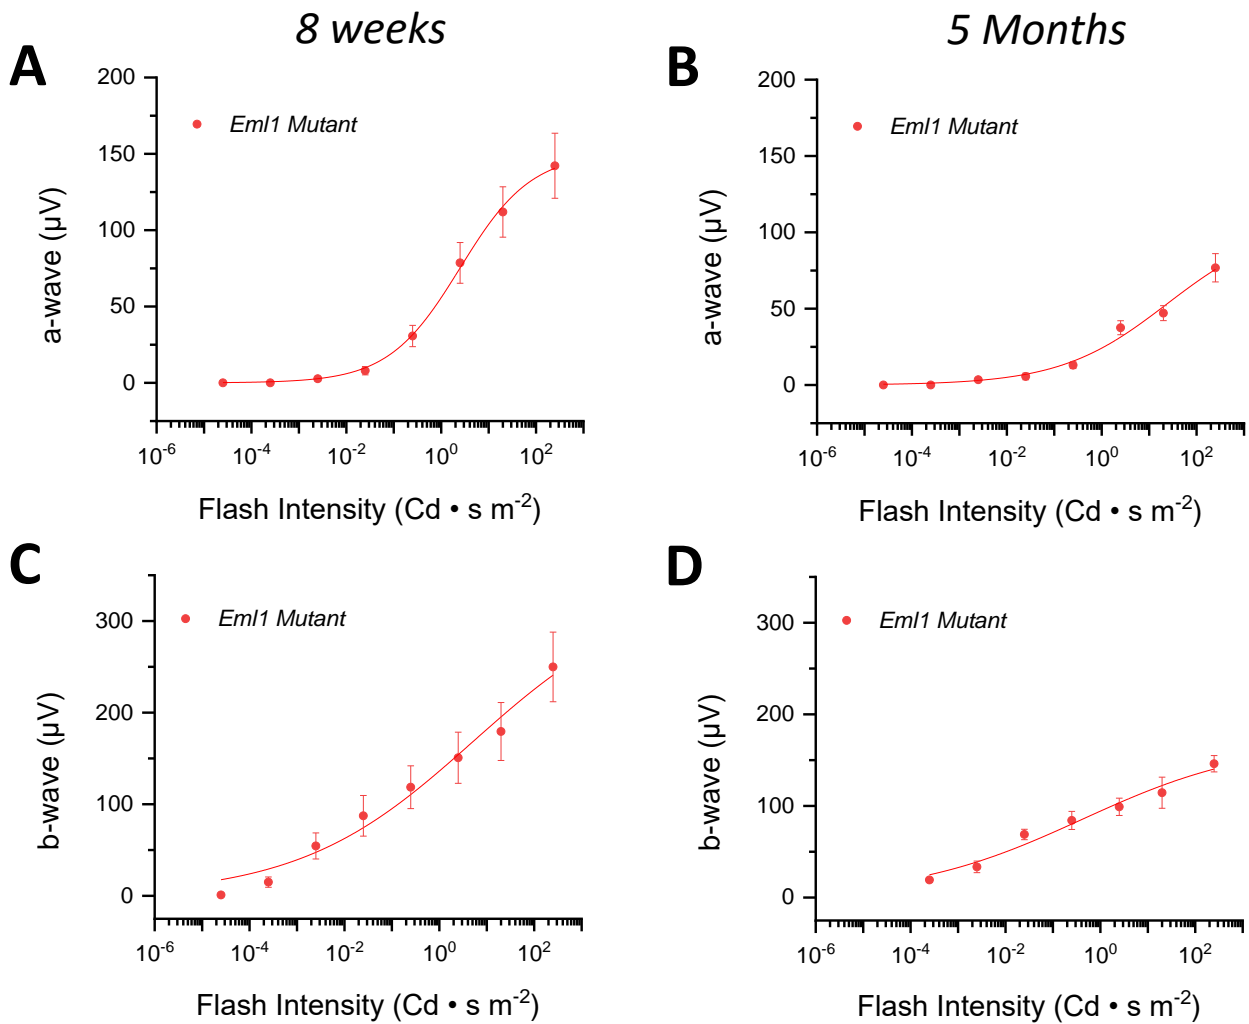 8 weeks
5 Months
A
B
200
150
100
50
0
a-wave (µV)
Eml1 Mutant
10-6
10-4
10-2
100
102
Flash Intensity (Cd • s m-2)
200
150
100
50
0
a-wave (µV)
Eml1 Mutant
10-6
10-4
10-2
100
102
Flash Intensity (Cd • s m-2)
C
D
300
200
100
0
b-wave (µV)
Eml1 Mutant
10-6
10-4
10-2
100
102
Flash Intensity (Cd • s m-2)
300
200
100
0
b-wave (µV)
Eml1 Mutant
10-6
10-4
10-2
100
102
Flash Intensity (Cd • s m-2)